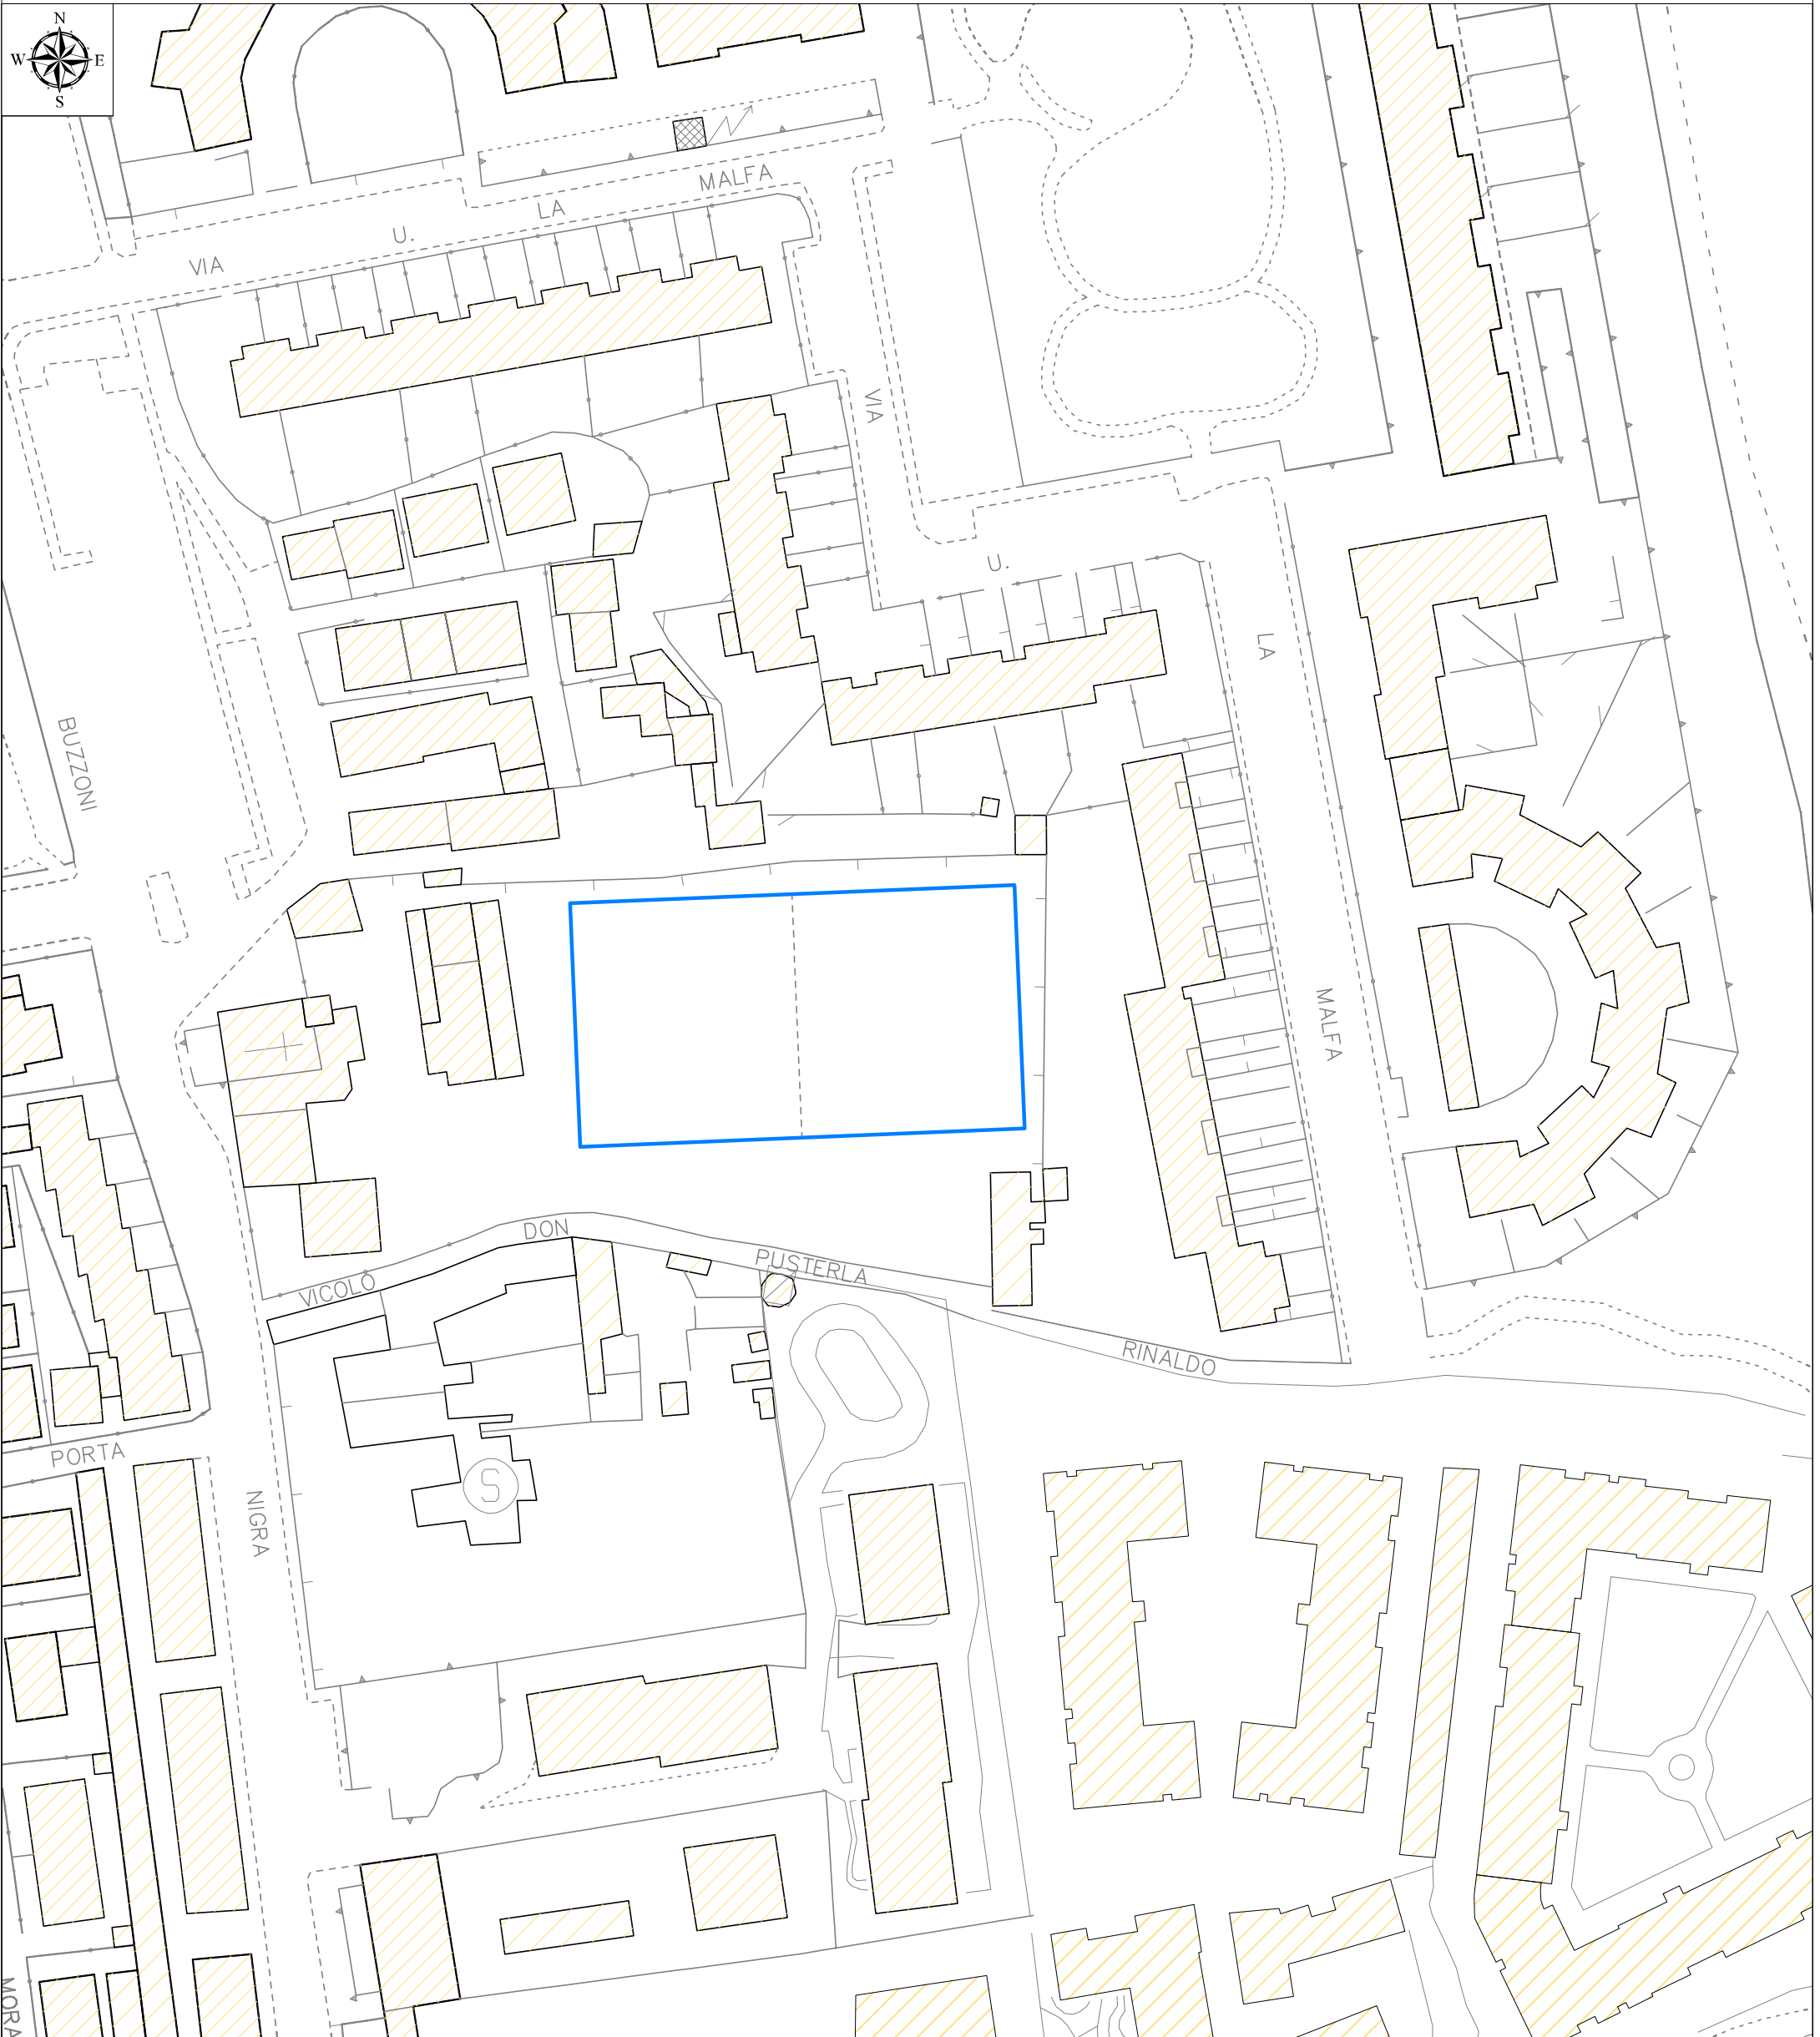 N
W E
S
MALFA
LA
U.
VIA
VIA
U.
LA
BUZZONI
MALFA
DON
PUSTERLA
VICOLO
RINALDO
PORTA
S
NIGRA
MORA